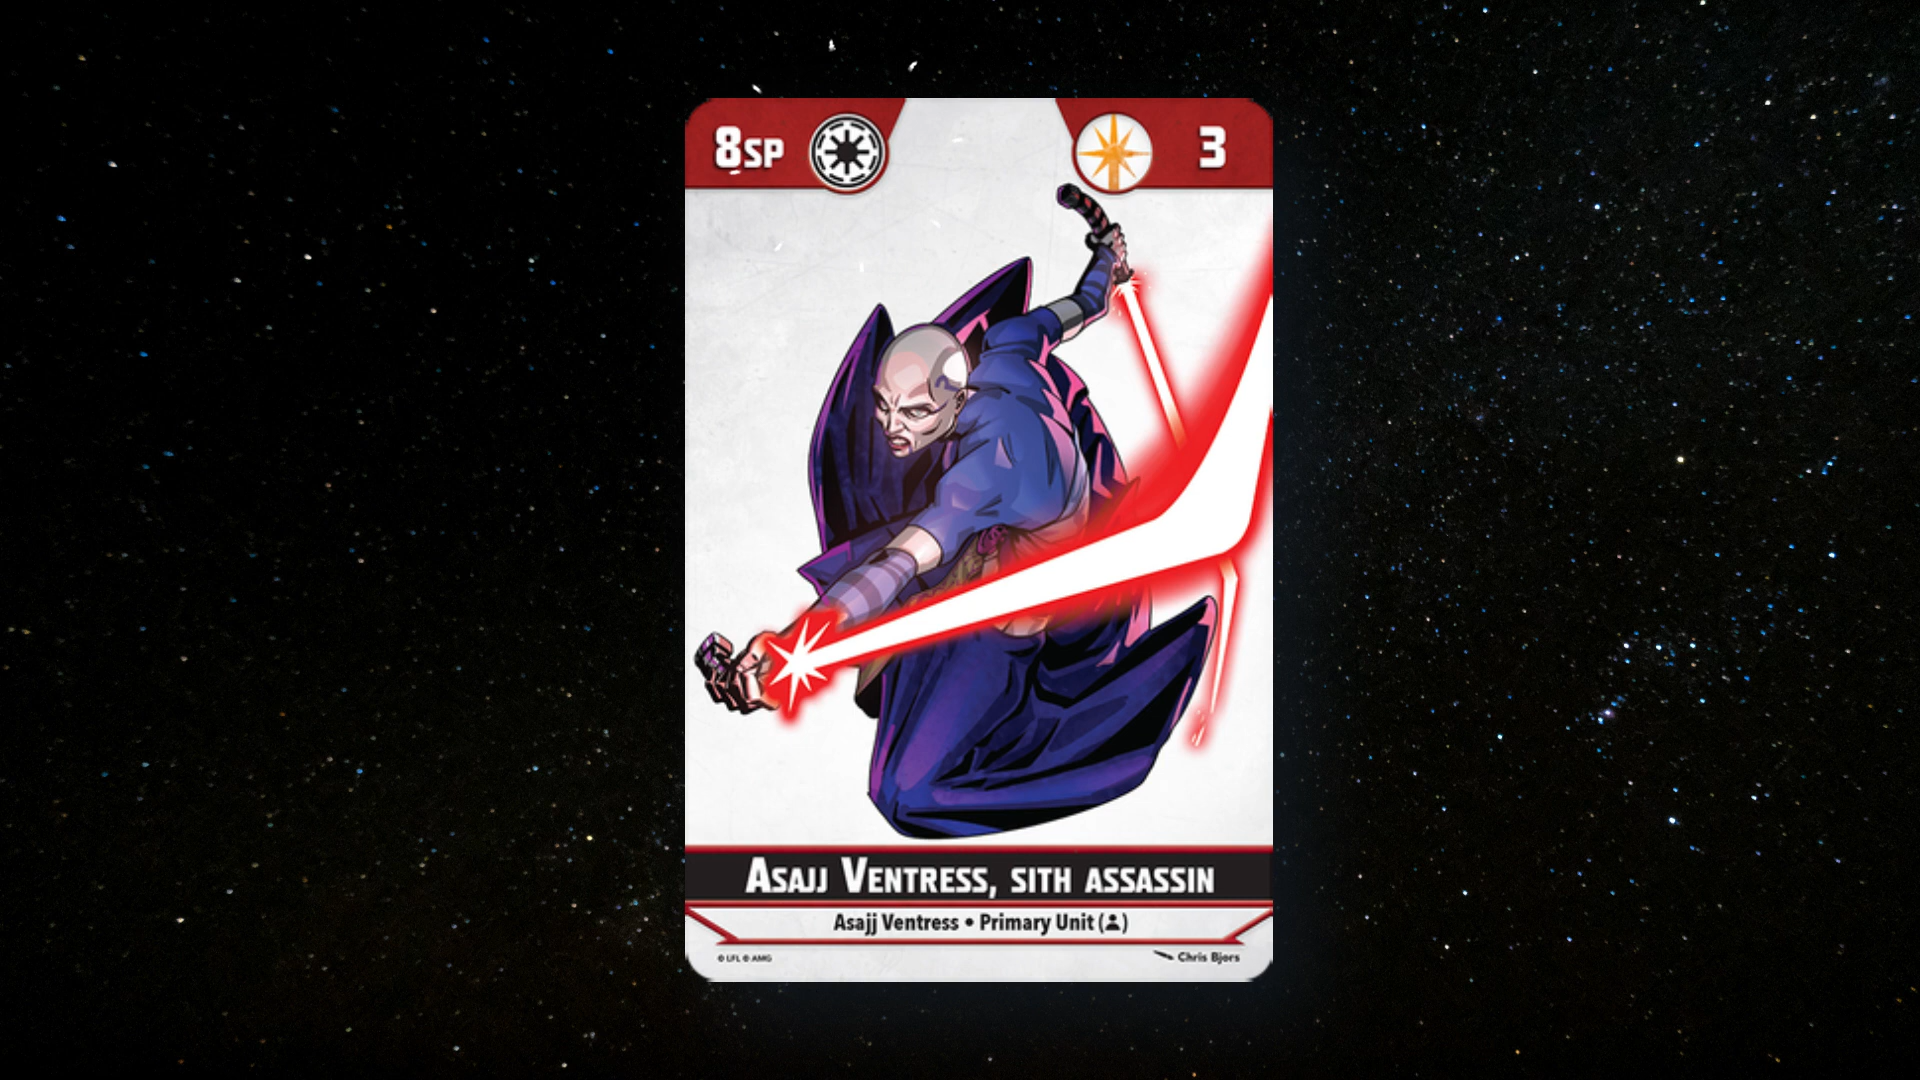 8SP
3
Asajj Ventress, sith assassin
Asajj Ventress • Primary Unit ()
© LFL © AMG
Chris Bjors